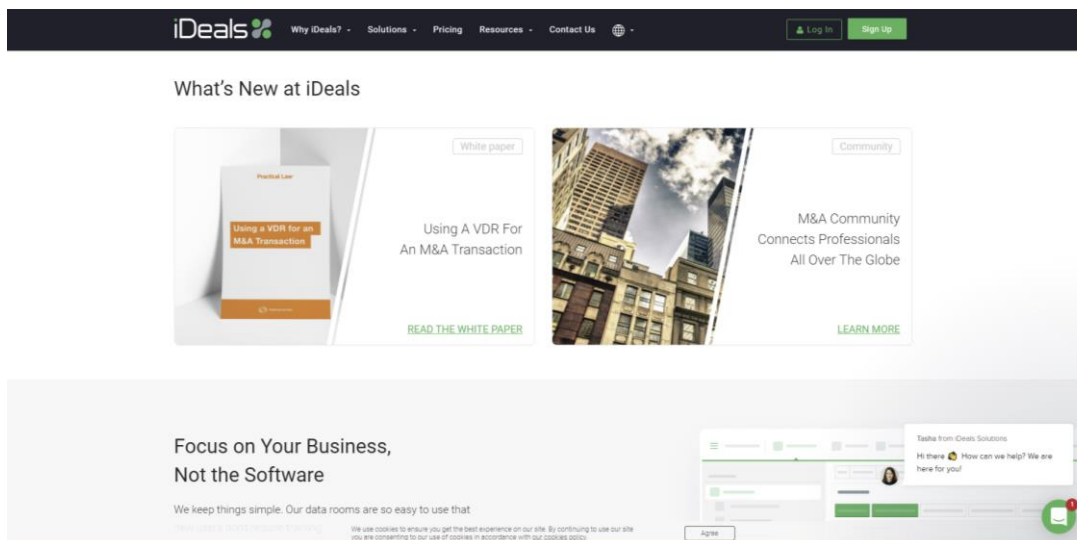 iDeals
Why iDeals?
Solutions
Pricing
Resources
Contact Us
Log In
Sign Up
What's New at iDeals
White paper
Practical Law
Using a VDR for an
M&A Transaction
Using A VDR For
An M&A Transaction
READ THE WHITE PAPER
Community
M&A Community
Connects Professionals
All Over The Globe
LEARN MORE
Focus on Your Business,
Not the Software
We keep things simple. Our data rooms are so easy to use that
Tasha from iDeals Solutions
Hi there How can we help? We are
here for you!
1
We use cookies to ensure you get the best experience on our site. By continuing to use our site
you are consenting to our use of cookies in accordance with our cookies policy.
Agree